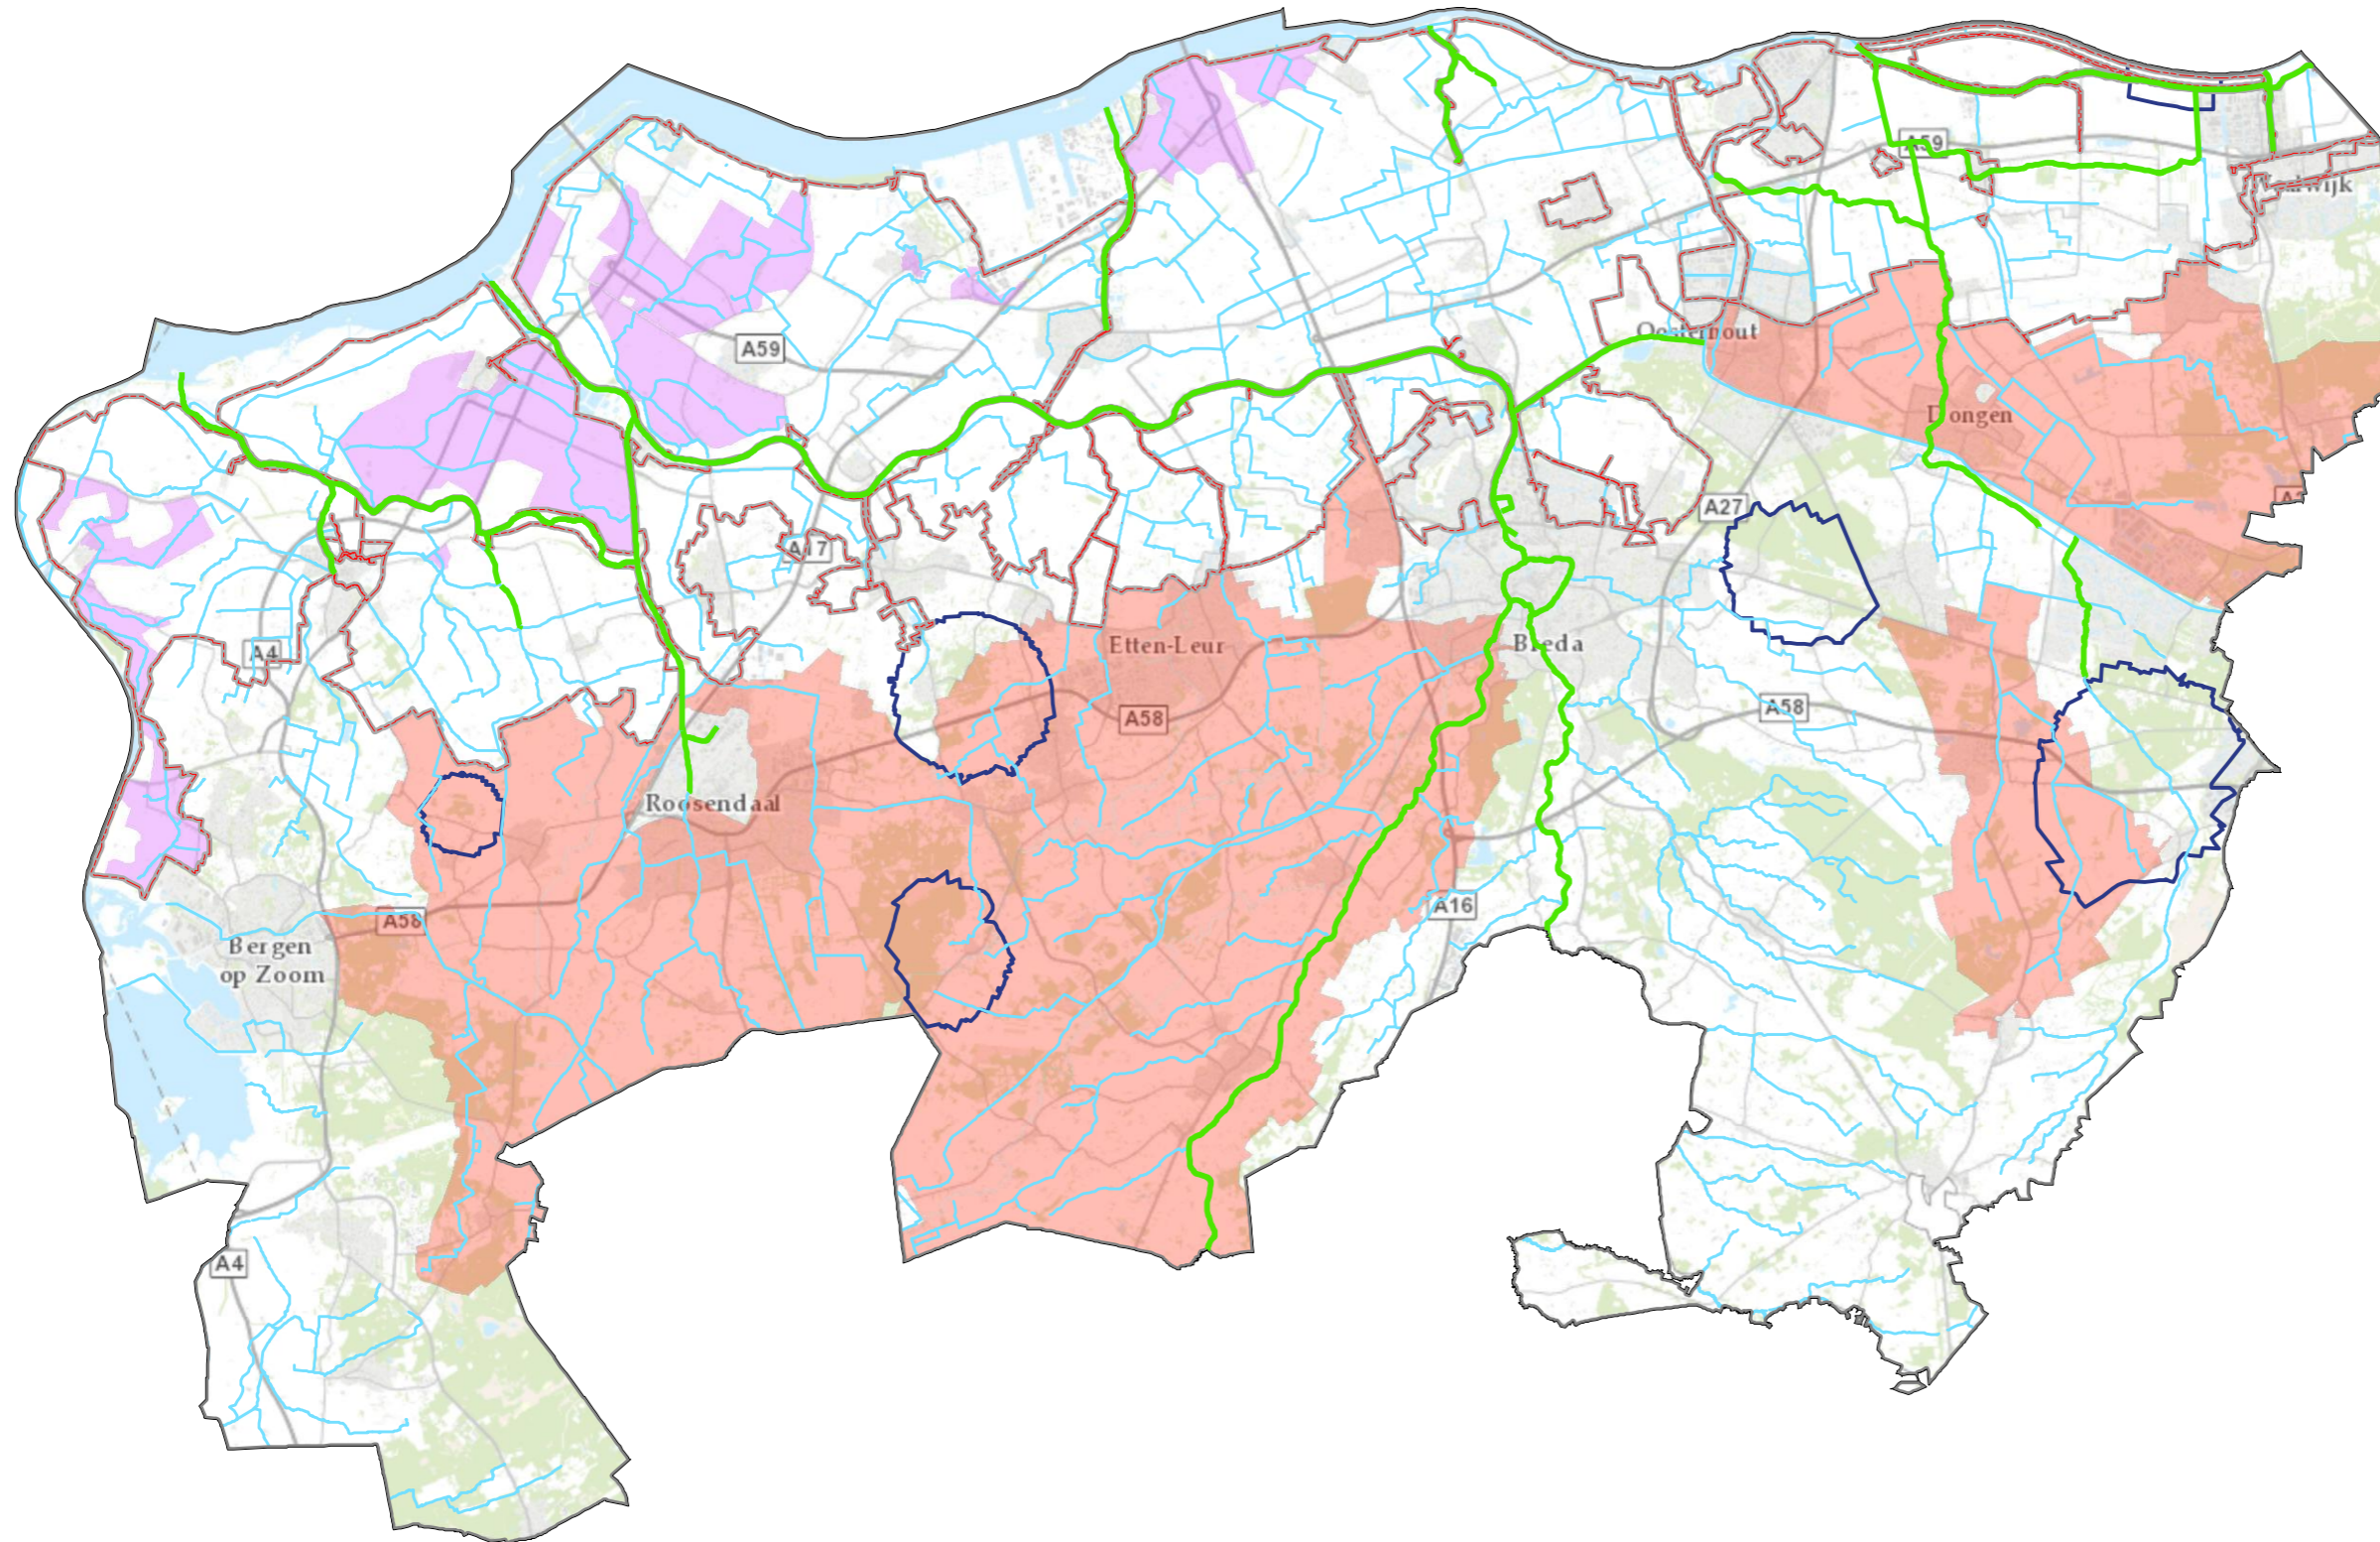 A59
Waalwijk
Oosterhout
A59
Dongen
A27
A17
A4
Etten-Leur
Breda
A58
A58
Roosendaal
A58
A16
Bergen
op Zoom
A4